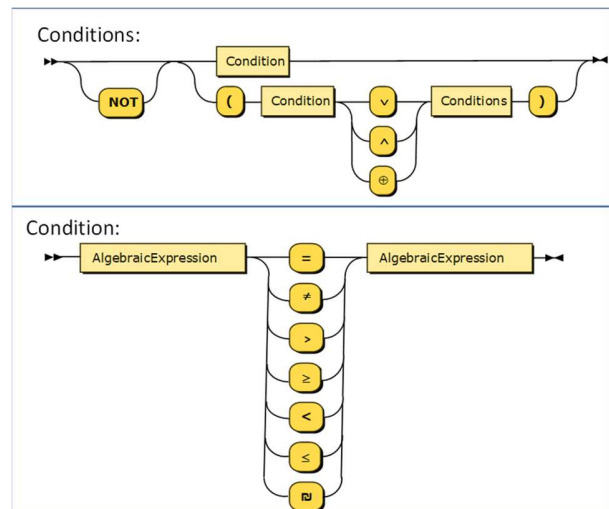 Conditions:
Condition
NOT
( Condition ∨ Conditions )
∧
⊕
Condition:
AlgebraicExpression = AlgebraicExpression
≠
>
≥
<
≤
₪